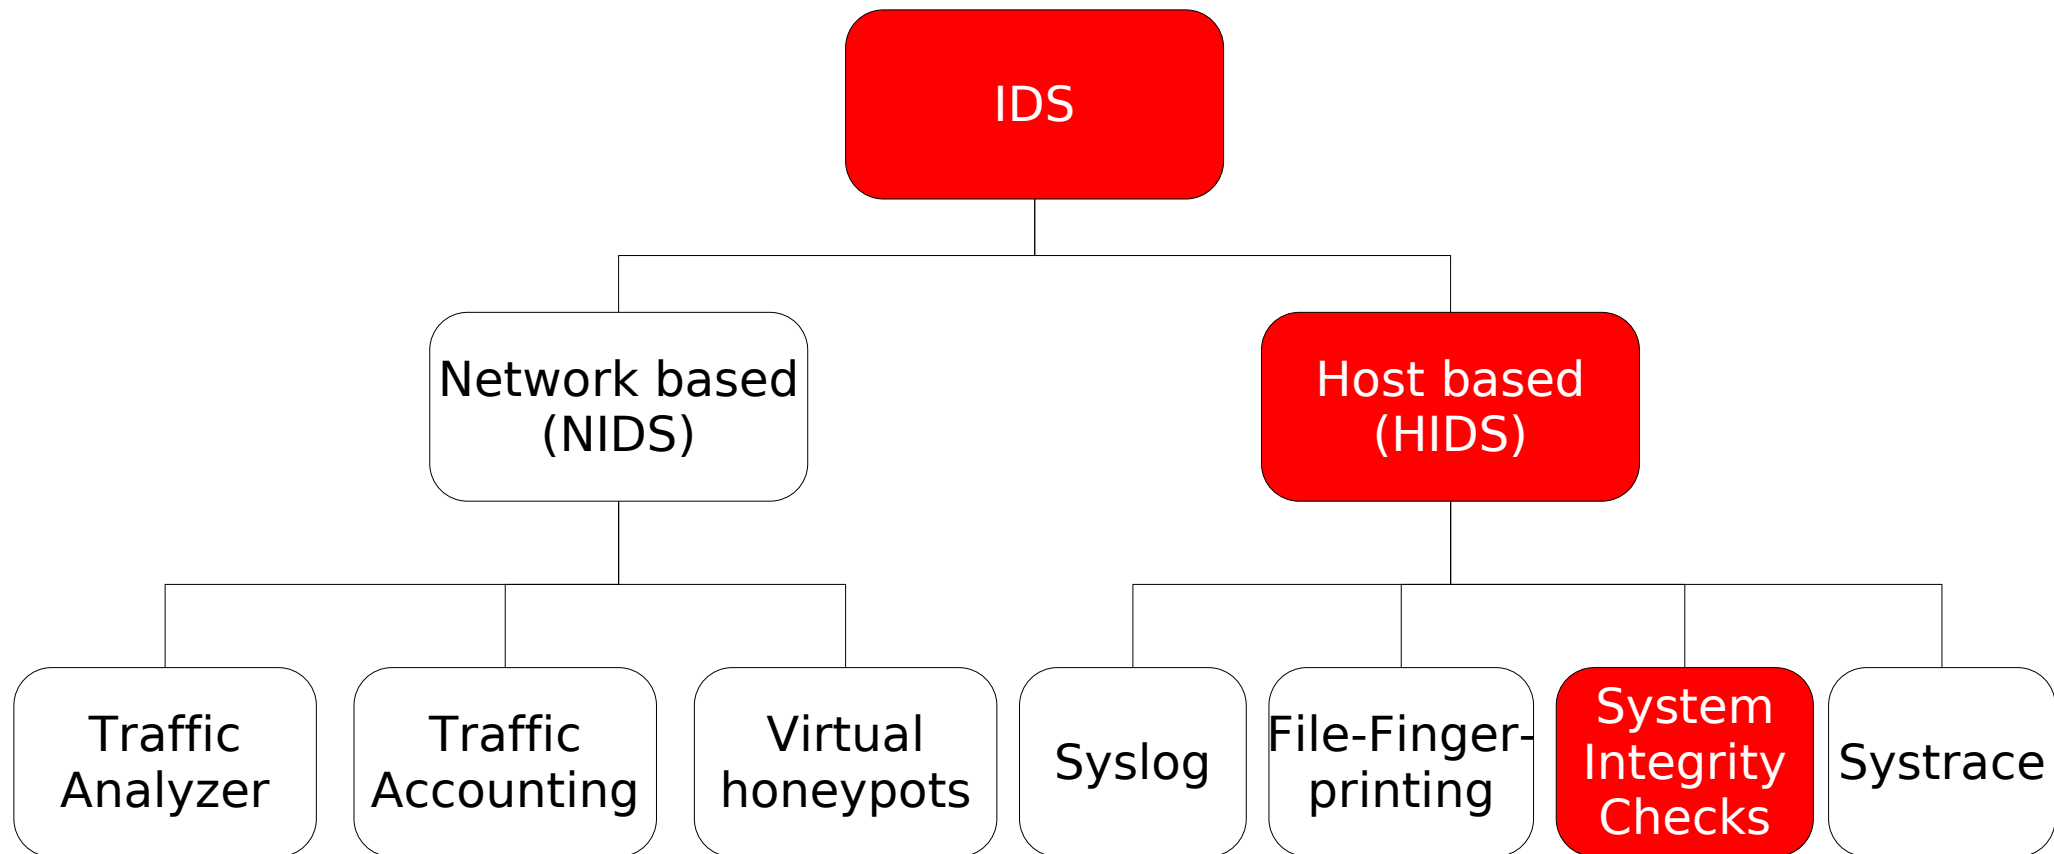 IDS
Network based
(NIDS)
Host based
(HIDS)
Traffic
Analyzer
Traffic
Accounting
Virtual
honeypots
Syslog
File-Finger-
printing
System
Integrity
Checks
Systrace